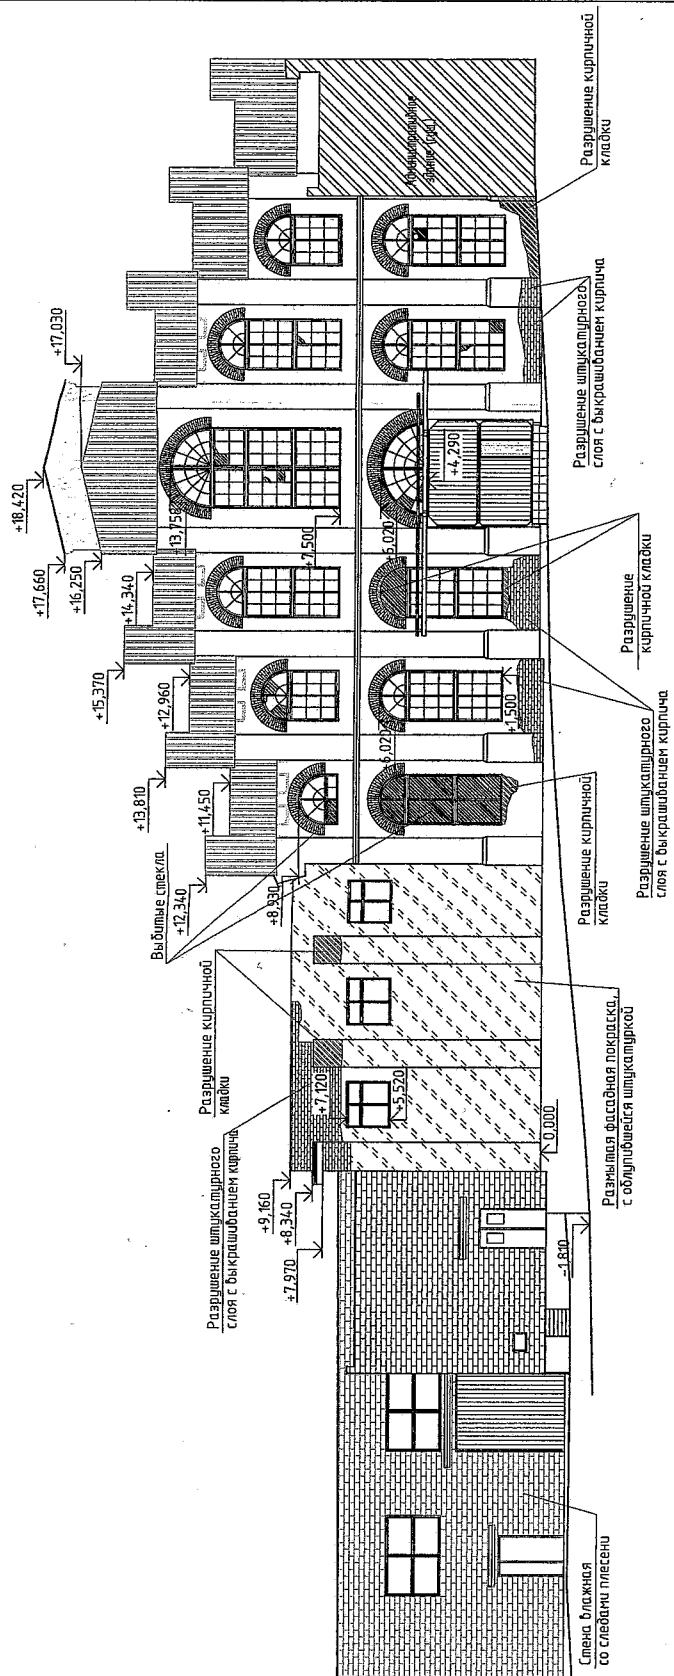 +18,420
+17,030
+17,660
+16,250
+14,340
+15,370
+12,960
+13,810
+11,450
+12,340
+8,930
+13,758
+7,500
+6,020
+4,290
6,020
+1,500
Административное
здание (сущ.)
Выбитые стекла
Разрушение кирпичной
кладки
Разрушение штукатурного
слоя с выкрашиванием кирпича
+9,160
+8,340
+7,970
+7,120
+5,520
0,000
-1,810
Стена влажная
со следами плесени
Размытая фасадная покраска,
с облупившейся штукатуркой
Разрушение кирпичной
кладки
Разрушение штукатурного
слоя с выкрашиванием кирпича
Разрушение
кирпичной кладки
Разрушение штукатурного
слоя с выкрашиванием кирпича
Разрушение кирпичной
кладки